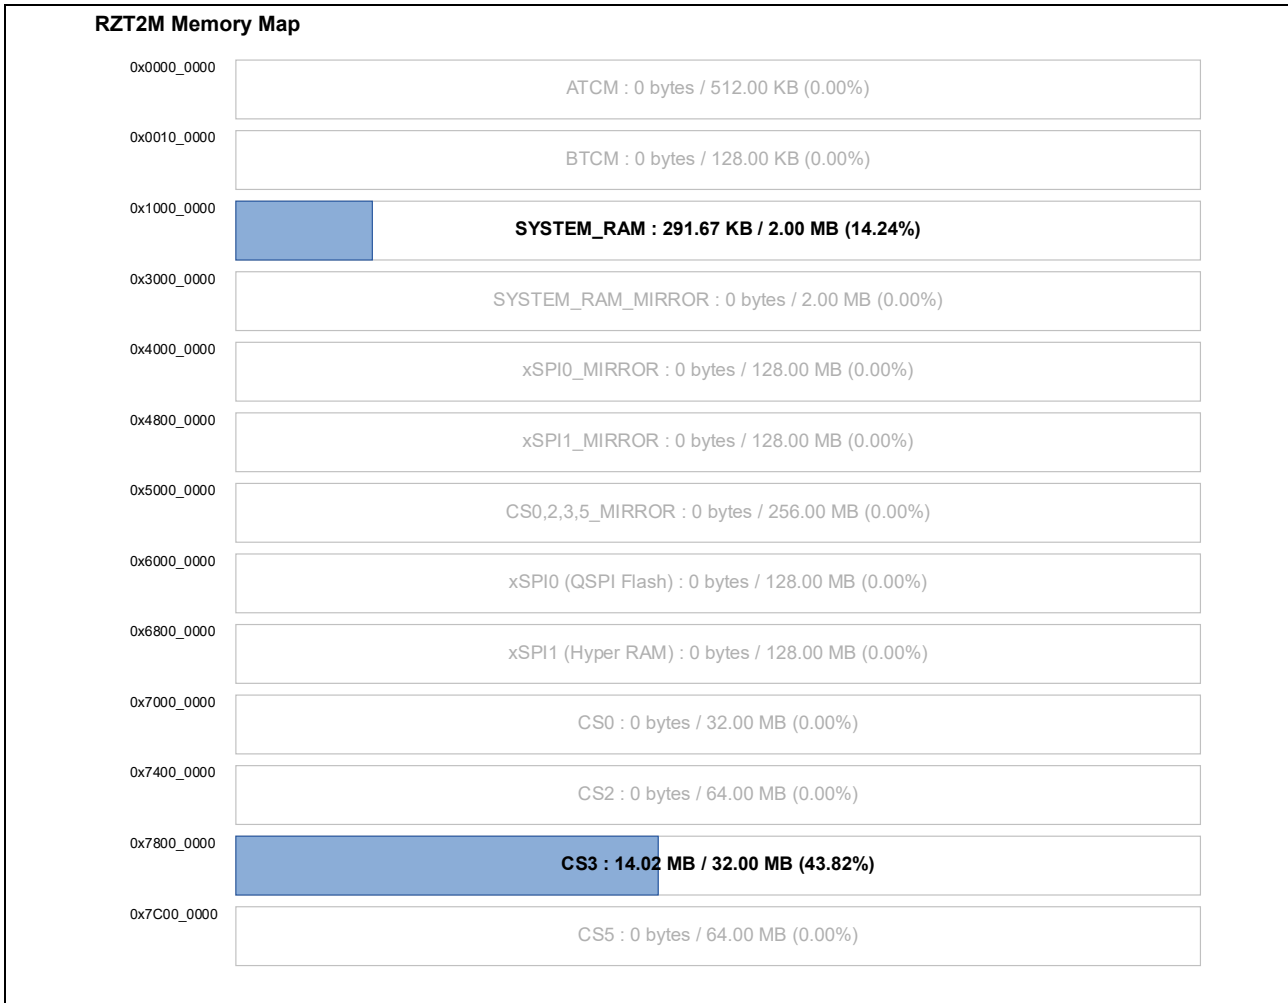 RZT2M Memory Map
0x0000_0000
ATCM : 0 bytes / 512.00 KB (0.00%)
0x0010_0000
BTCM : 0 bytes / 128.00 KB (0.00%)
0x1000_0000
SYSTEM_RAM : 291.67 KB / 2.00 MB (14.24%)
0x3000_0000
SYSTEM_RAM_MIRROR : 0 bytes / 2.00 MB (0.00%)
0x4000_0000
xSPI0_MIRROR : 0 bytes / 128.00 MB (0.00%)
0x4800_0000
xSPI1_MIRROR : 0 bytes / 128.00 MB (0.00%)
0x5000_0000
CS0,2,3,5_MIRROR : 0 bytes / 256.00 MB (0.00%)
0x6000_0000
xSPI0 (QSPI Flash) : 0 bytes / 128.00 MB (0.00%)
0x6800_0000
xSPI1 (Hyper RAM) : 0 bytes / 128.00 MB (0.00%)
0x7000_0000
CS0 : 0 bytes / 32.00 MB (0.00%)
0x7400_0000
CS2 : 0 bytes / 64.00 MB (0.00%)
0x7800_0000
CS3 : 14.02 MB / 32.00 MB (43.82%)
0x7C00_0000
CS5 : 0 bytes / 64.00 MB (0.00%)